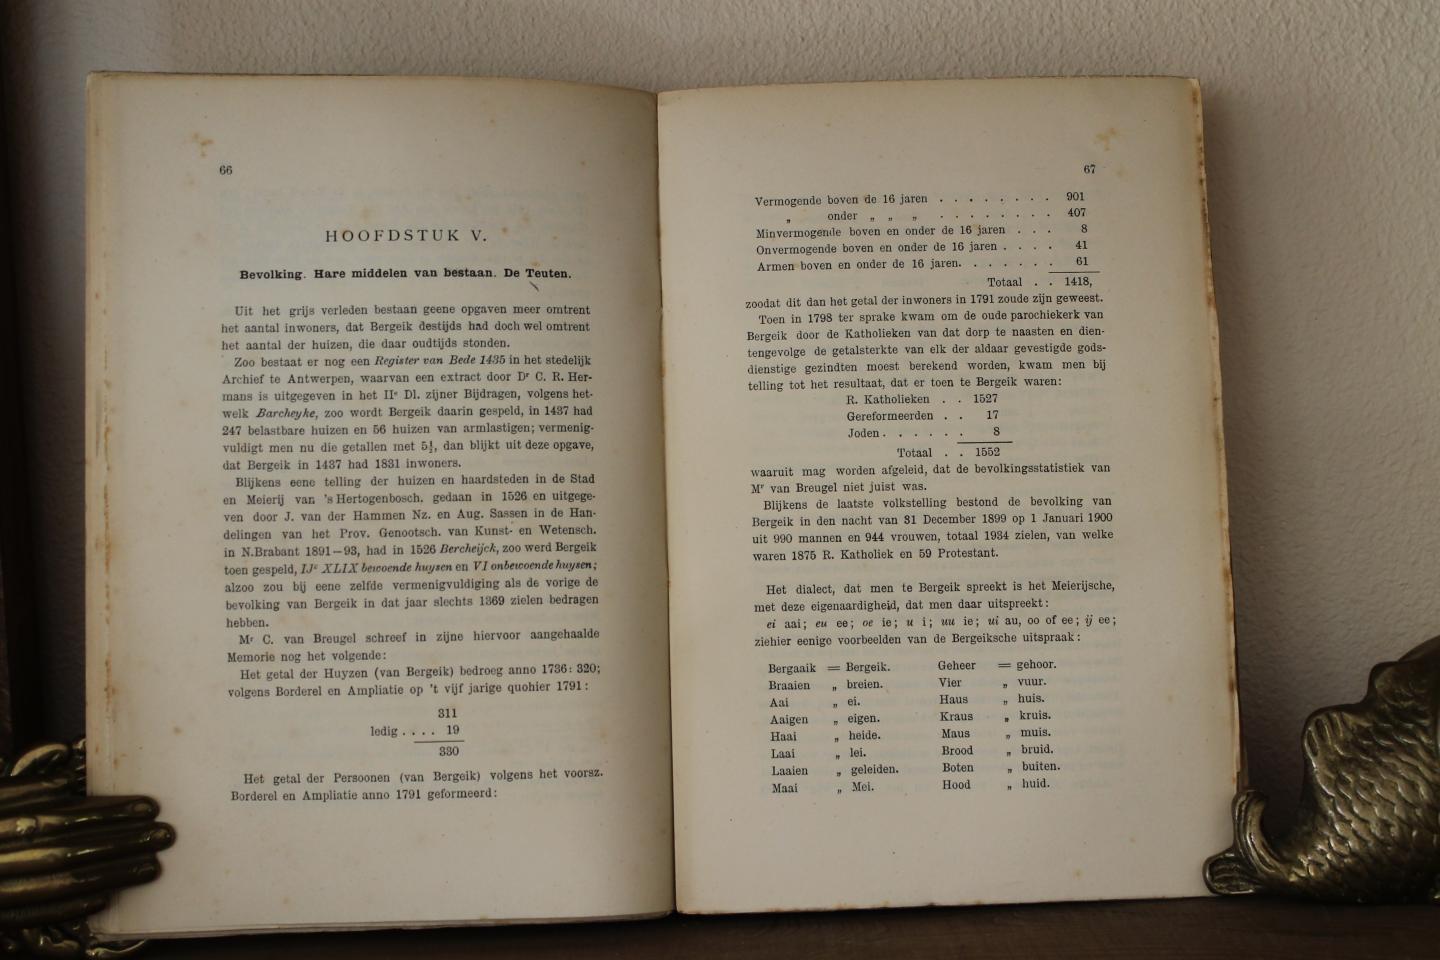 66
HOOFDSTUK V.
Bevolking. Hare middelen van bestaan. De Teuten.
Uit het grijs verleden bestaan geene opgaven meer omtrent
het aantal inwoners, dat Bergeik destijds had doch wel omtrent
het aantal der huizen, die daar oudtijds stonden.
Zoo bestaat er nog een Register van Bede 1435 in het stedelijk
Archief te Antwerpen, waarvan een extract door Dr C. R. Her-
mans is uitgegeven in het IIe Dl. zijner Bijdragen, volgens het-
welk Barcheyke, zoo wordt Bergeik daarin gespeld, in 1437 had
247 belastbare huizen en 56 huizen van armlastigen; vermenig-
vuldigt men nu die getallen met 5½, dan blijkt uit deze opgave,
dat Bergeik in 1437 had 1831 inwoners.
Blijkens eene telling der huizen en haardsteden in de Stad
en Meierij van 's Hertogenbosch. gedaan in 1526 en uitgege-
ven door J. van der Hammen Nz. en Aug. Sassen in de Han-
delingen van het Prov. Genootsch. van Kunst- en Wetensch.
in N.Brabant 1891—93, had in 1526 Bercheijck, zoo werd Bergeik
toen gespeld, IJc XLIX bewoende huysen en VI onbewoende huysen;
alzoo zou bij eene zelfde vermenigvuldiging als de vorige de
bevolking van Bergeik in dat jaar slechts 1369 zielen bedragen
hebben.
Mr C. van Breugel schreef in zijne hiervoor aangehaalde
Memorie nog het volgende:
Het getal der Huyzen (van Bergeik) bedroeg anno 1736: 320;
volgens Borderel en Ampliatie op 't vijf jarige quohier 1791:
311
ledig . . . . 19
330
Het getal der Persoonen (van Bergeik) volgens het voorsz.
Borderel en Ampliatie anno 1791 geformeerd:
67
Vermogende boven de 16 jaren . . . . . . . . 901
„ onder „ „ „ . . . . . . . . 407
Minvermogende boven en onder de 16 jaren . . . 8
Onvermogende boven en onder de 16 jaren . . . . 41
Armen boven en onder de 16 jaren. . . . . . . 61
Totaal . . 1418,
zoodat dit dan het getal der inwoners in 1791 zoude zijn geweest.
Toen in 1798 ter sprake kwam om de oude parochiekerk van
Bergeik door de Katholieken van dat dorp te naasten en dien-
tengevolge de getalsterkte van elk der aldaar gevestigde gods-
dienstige gezindten moest berekend worden, kwam men bij
telling tot het resultaat, dat er toen te Bergeik waren:
R. Katholieken . . 1527
Gereformeerden . . 17
Joden . . . . . . 8
Totaal . . 1552
waaruit mag worden afgeleid, dat de bevolkingsstatistiek van
Mr van Breugel niet juist was.
Blijkens de laatste volkstelling bestond de bevolking van
Bergeik in den nacht van 31 December 1899 op 1 Januari 1900
uit 990 mannen en 944 vrouwen, totaal 1934 zielen, van welke
waren 1875 R. Katholiek en 59 Protestant.
Het dialect, dat men te Bergeik spreekt is het Meierijsche,
met deze eigenaardigheid, dat men daar uitspreekt:
ei aai; eu ee; oe ie; u i; uu ie; ui au, oo of ee; ij ee;
ziehier eenige voorbeelden van de Bergeiksche uitspraak:
Bergaaik = Bergeik. Geheer = gehoor.
Braaien „ breien. Vier „ vuur.
Aai „ ei. Haus „ huis.
Aaigen „ eigen. Kraus „ kruis.
Haai „ heide. Maus „ muis.
Laai „ lei. Brood „ bruid.
Laaien „ geleiden. Boten „ buiten.
Maai „ Mei. Hood „ huid.